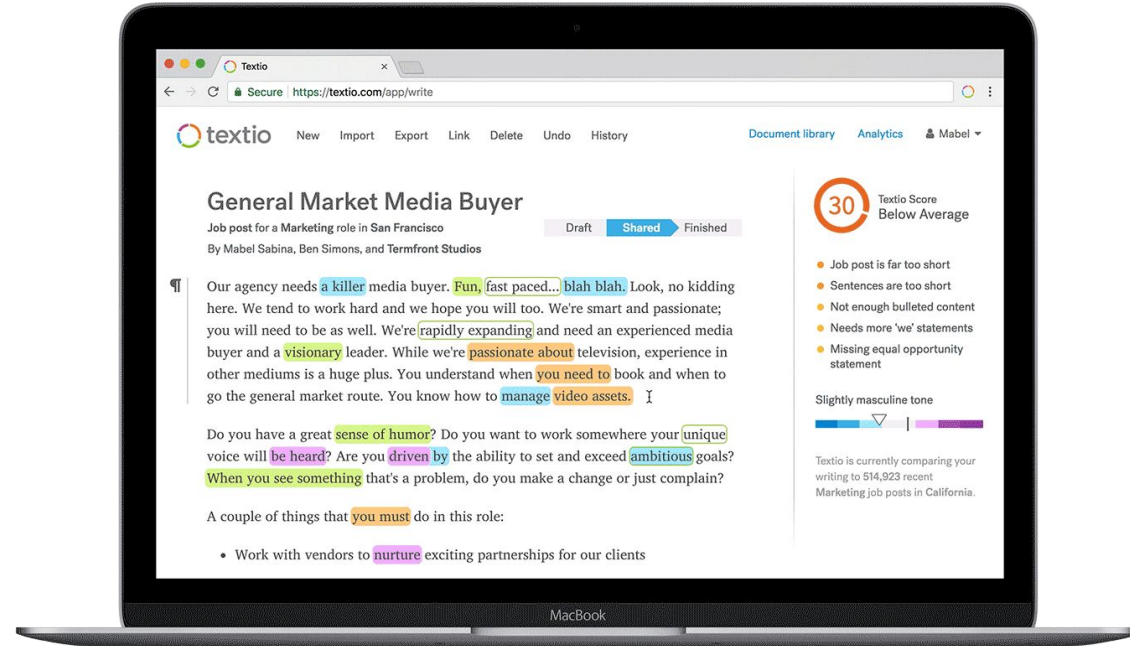 Textio
Secure https://textio.com/app/write
textio New Import Export Link Delete Undo History Document library Analytics Mabel
General Market Media Buyer
Job post for a Marketing role in San Francisco
Draft Shared Finished
By Mabel Sabina, Ben Simons, and Termfront Studios
¶ Our agency needs a killer media buyer. Fun, fast paced... blah blah. Look, no kidding
here. We tend to work hard and we hope you will too. We're smart and passionate;
you will need to be as well. We're rapidly expanding and need an experienced media
buyer and a visionary leader. While we're passionate about television, experience in
other mediums is a huge plus. You understand when you need to book and when to
go the general market route. You know how to manage video assets.
Do you have a great sense of humor? Do you want to work somewhere your unique
voice will be heard? Are you driven by the ability to set and exceed ambitious goals?
When you see something that's a problem, do you make a change or just complain?
A couple of things that you must do in this role:
• Work with vendors to nurture exciting partnerships for our clients
30
Textio Score
Below Average
• Job post is far too short
• Sentences are too short
• Not enough bulleted content
• Needs more 'we' statements
• Missing equal opportunity
statement
Slightly masculine tone
Textio is currently comparing your
writing to 514,923 recent
Marketing job posts in California.
MacBook